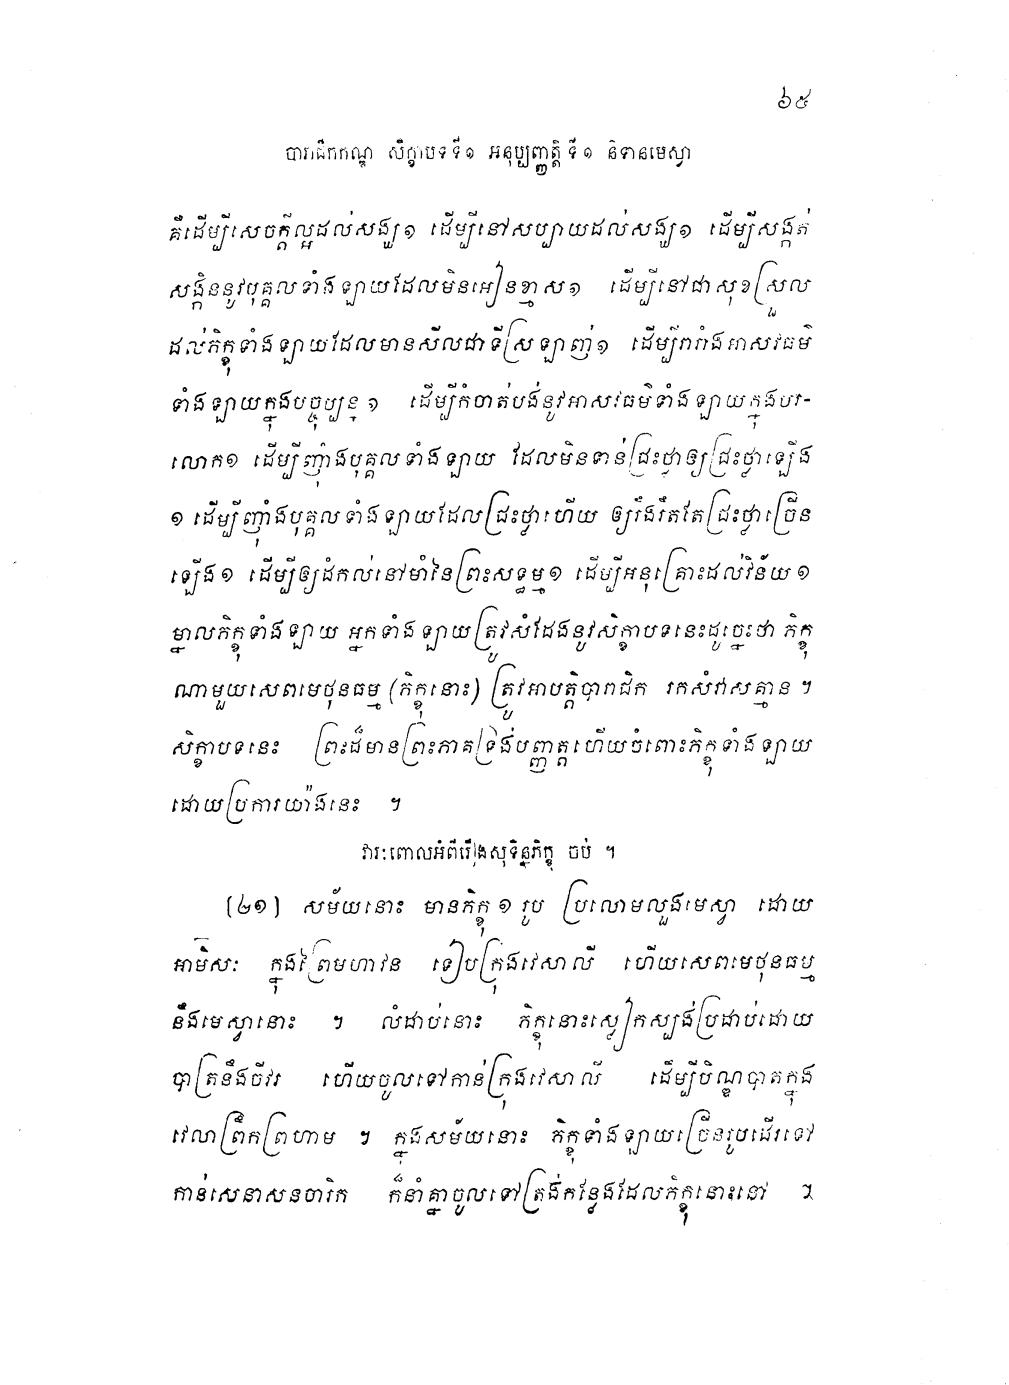 ៦៥
បារាជិកកណ្ឌ សិក្ខាបទទី១ អនុប្បញ្ញត្តិទី១ និទានមេស្វា
គឺដើម្បីសេចក្តីល្អដល់សង្ឃ១ ដើម្បីនៅសប្បាយដល់សង្ឃ១ ដើម្បីសង្កត់
សង្កិននូវបុគ្គលទាំងឡាយដែលមិនអៀនខ្មាស១ ដើម្បីនៅជាសុខស្រួល
ដល់ភិក្ខុទាំងឡាយដែលមានសីលជាទីស្រឡាញ់១ ដើម្បីរារាំងអាសវធម៌
ទាំងឡាយក្នុងបច្ចុប្បន្ន១ ដើម្បីកំចាត់បង់នូវអាសវធម៌ទាំងឡាយក្នុងបរ-
លោក១ ដើម្បីញ៉ាំងបុគ្គលទាំងឡាយ ដែលមិនទាន់ជ្រះថ្លាឲ្យជ្រះថ្លាឡើង
១ ដើម្បីញ៉ាំងបុគ្គលទាំងឡាយដែលជ្រះថ្លាហើយ ឲ្យរឹងរឹតតែជ្រះថ្លាច្រើន
ឡើង១ ដើម្បីឲ្យដំកល់នៅមាំនៃព្រះសទ្ធម្ម១ ដើម្បីអនុគ្រោះដល់វិន័យ១
ម្នាលភិក្ខុទាំងឡាយ អ្នកទាំងឡាយត្រូវសំដែងនូវសិក្ខាបទនេះដូច្នេះថា ភិក្ខុ
ណាមួយសេពមេថុនធម្ម (ភិក្ខុនោះ) ត្រូវអាបត្តិបារាជិក រកសំវាសគ្មាន ។
សិក្ខាបទនេះ ព្រះដ៏មានព្រះភាគទ្រង់បញ្ញត្តហើយចំពោះភិក្ខុទាំងឡាយ
ដោយប្រការយ៉ាងនេះ ។
វារៈពោលអំពីរឿងសុទិន្នភិក្ខុ ចប់ ។
(៤១) សម័យនោះ មានភិក្ខុ១រូប ប្រលោមលួងមេស្វា ដោយ
អាមិសៈ ក្នុងព្រៃមហាវន ទៀបក្រុងវេសាលី ហើយសេពមេថុនធម្ម
នឹងមេស្វានោះ ។ លំដាប់នោះ ភិក្ខុនោះស្លៀកស្បង់ប្រដាប់ដោយ
បាត្រនឹងចីវរ ហើយចូលទៅកាន់ក្រុងវេសាលី ដើម្បីបិណ្ឌបាតក្នុង
វេលាព្រឹកព្រហាម ។ ក្នុងសម័យនោះ ភិក្ខុទាំងឡាយច្រើនរូបដើរទៅ
កាន់សេនាសនចារិក ក៏នាំគ្នាចូលទៅត្រង់កន្លែងដែលភិក្ខុនោះនៅ ។